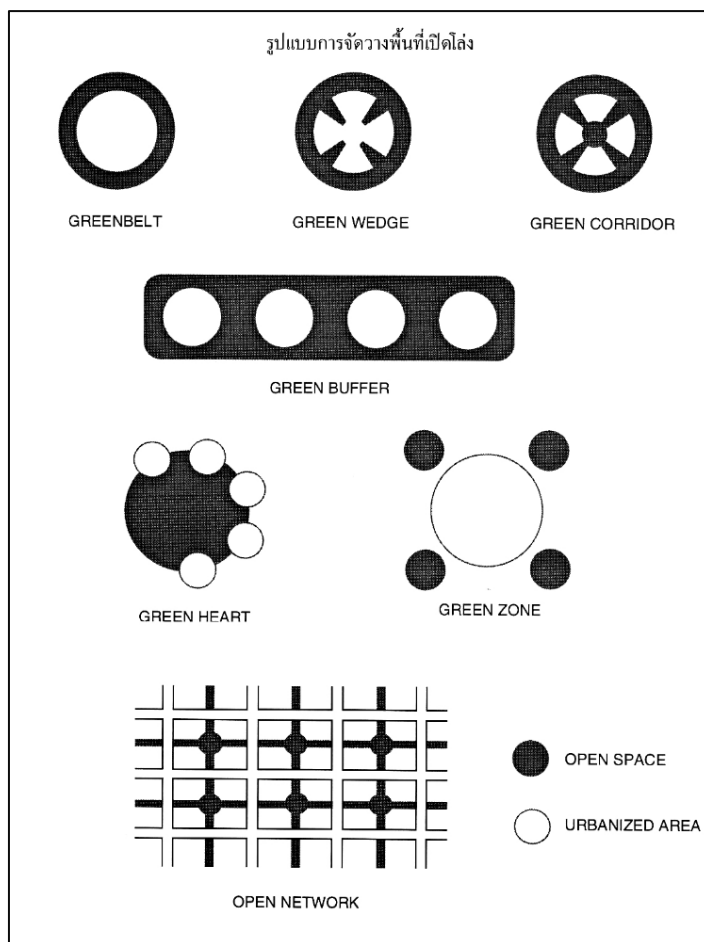 รูปแบบการจัดวางพื้นที่เปิดโล่ง
GREENBELT
GREEN WEDGE
GREEN CORRIDOR
GREEN BUFFER
GREEN HEART
GREEN ZONE
OPEN SPACE
URBANIZED AREA
OPEN NETWORK